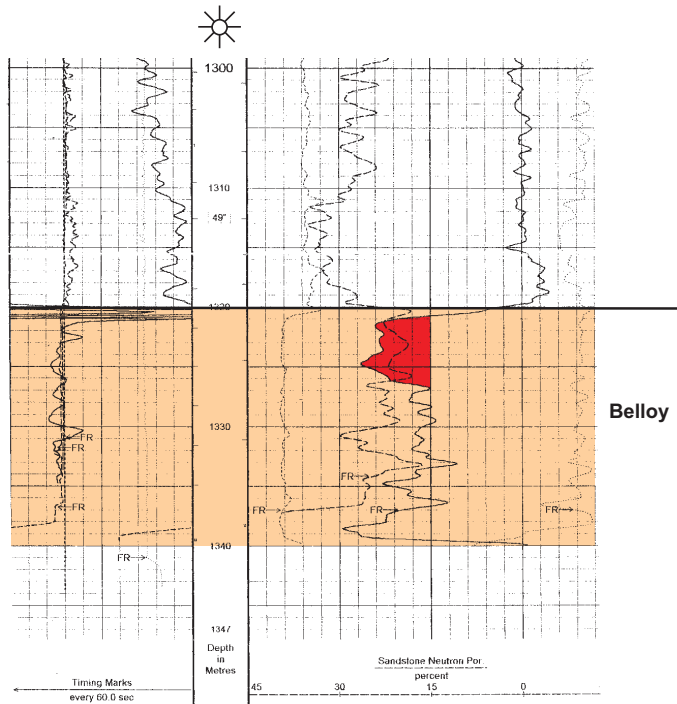 1300
1310
49"
1320
1330
Belloy
FR
FR
FR
FR
FR
FR
FR
1340
FR
1347
Depth
in
Metres
Sandstone Neutron Por.
percent
Timing Marks
every 60.0 sec
45 30 15 0